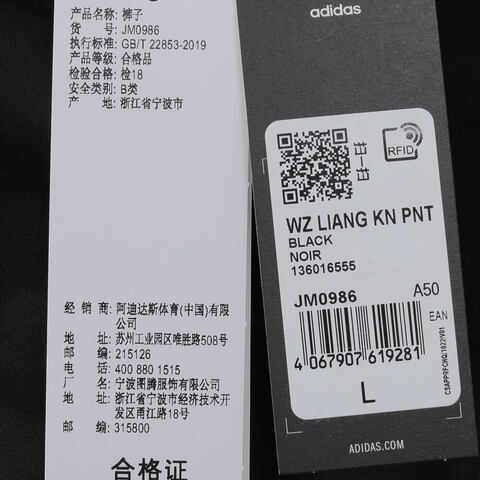 产品名称: 裤子
货 号: JM0986
执行标准: GB/T 22853-2019
产品等级: 合格品
检验合格: 检18
安全类别: B类
产 地: 浙江省宁波市
经 销 商: 阿迪达斯体育(中国)有限
公司
地 址: 苏州工业园区唯胜路508号
邮 编: 215126
电 话: 400 880 1515
厂 名: 宁波图腾服饰有限公司
地 址: 浙江省宁波市经济技术开
发区甬江路18号
邮 编: 315800
合格证
adidas
RFID
WZ LIANG KN PNT
BLACK
NOIR
136016555
JM0986 A50
EAN
4 067907 619281
L
CSAPPRFCHQ/1022/V01
ADIDAS.COM